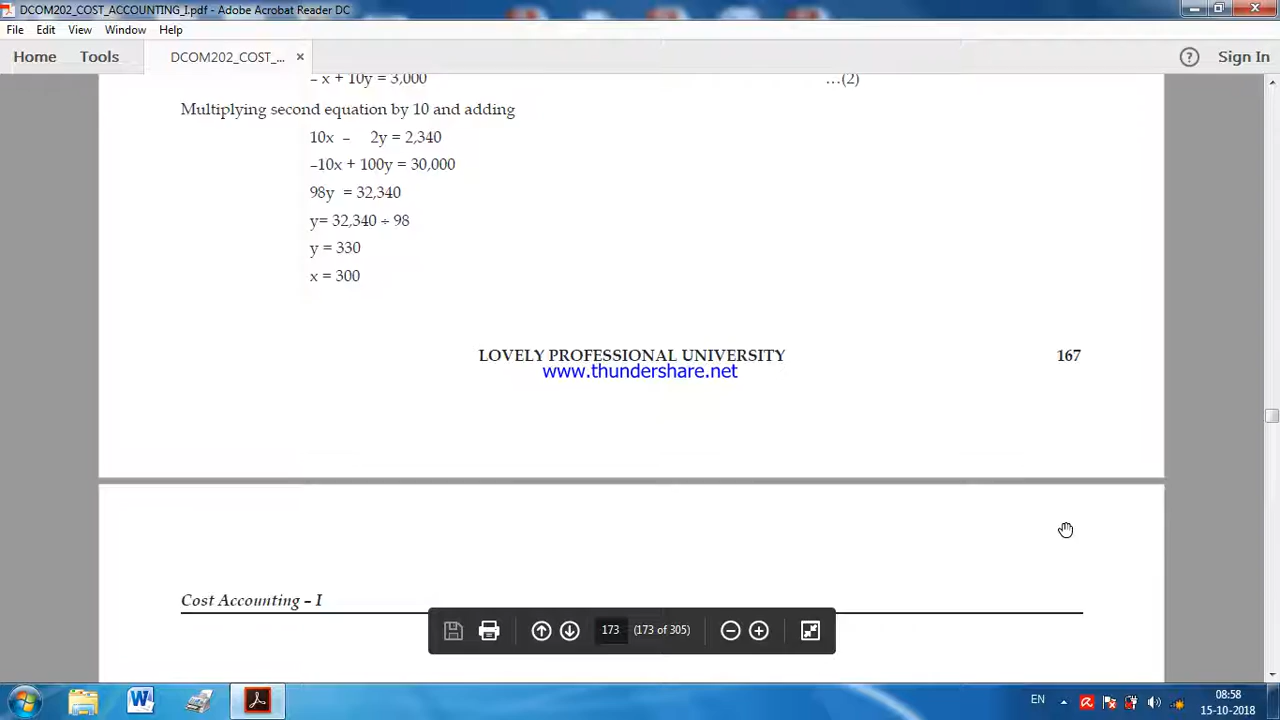 DCOM202_COST_ACCOUNTING_I.pdf - Adobe Acrobat Reader DC
File Edit View Window Help
Home Tools DCOM202_COST_... × ? Sign In
– x + 10y = 3,000 …(2)
Multiplying second equation by 10 and adding
10x – 2y = 2,340
–10x + 100y = 30,000
98y = 32,340
y= 32,340 ÷ 98
y = 330
x = 300
LOVELY PROFESSIONAL UNIVERSITY 167
www.thundershare.net
Cost Accounting – I
173 (173 of 305)
EN 08:58
15-10-2018